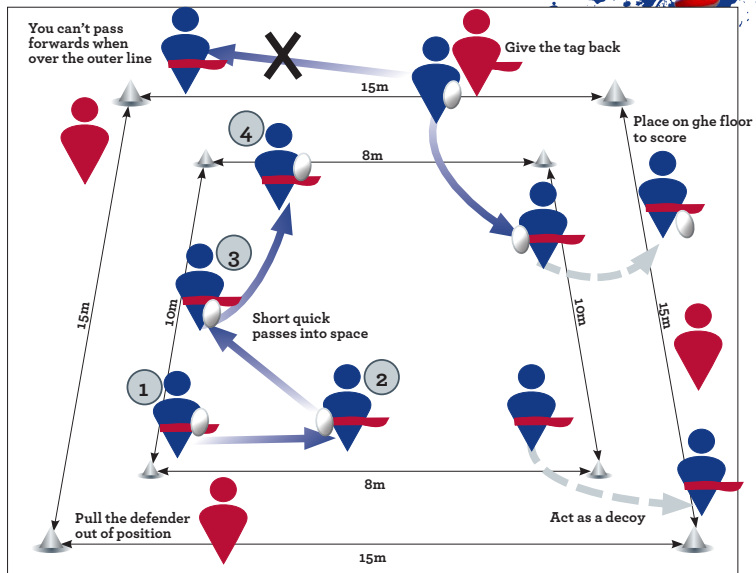 You can't pass
forwards when
over the outer line
Give the tag back
15m
Place on ghe floor
to score
4
8m
3
15m
10m
Short quick
passes into space
10m
15m
1
2
8m
Pull the defender
out of position
Act as a decoy
15m